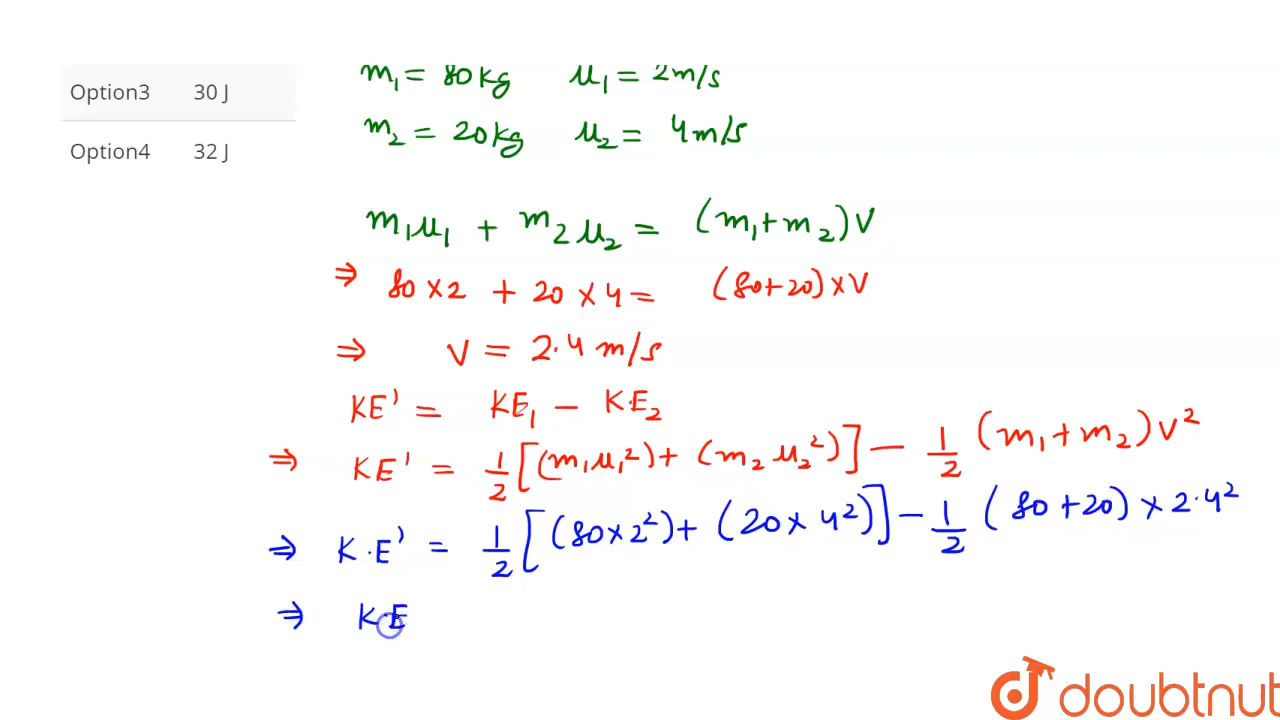 Option3 30 J
Option4 32 J
m₁ = 80 kg u₁ = 2 m/s
m₂ = 20 kg u₂ = 4 m/s
m₁u₁ + m₂u₂ = (m₁+m₂)V
⇒ 80 × 2 + 20 × 4 = (80+20) × V
⇒ V = 2.4 m/s
KE' = KE₁ − K.E₂
⇒ KE' = 1/2 [(m₁u₁²) + (m₂u₂²)] − 1/2 (m₁+m₂)V²
⇒ K.E' = 1/2 [(80×2²) + (20×4²)] − 1/2 (80+20) × 2.4²
⇒ K.E
doubtnut